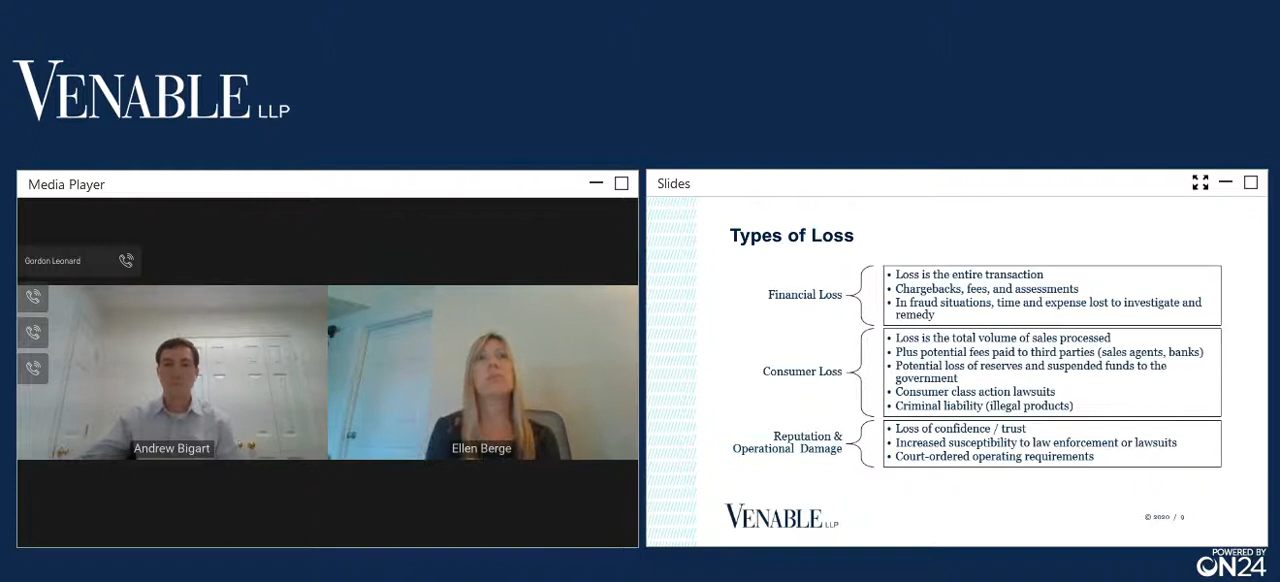 VENABLE LLP
Media Player
Gordon Leonard
Andrew Bigart
Ellen Berge
Slides
Types of Loss
Financial Loss
• Loss is the entire transaction
• Chargebacks, fees, and assessments
• In fraud situations, time and expense lost to investigate and
remedy
Consumer Loss
• Loss is the total volume of sales processed
• Plus potential fees paid to third parties (sales agents, banks)
• Potential loss of reserves and suspended funds to the
government
• Consumer class action lawsuits
• Criminal liability (illegal products)
Reputation &
Operational Damage
• Loss of confidence / trust
• Increased susceptibility to law enforcement or lawsuits
• Court-ordered operating requirements
VENABLE LLP
© 2020 / 9
POWERED BY
ON24